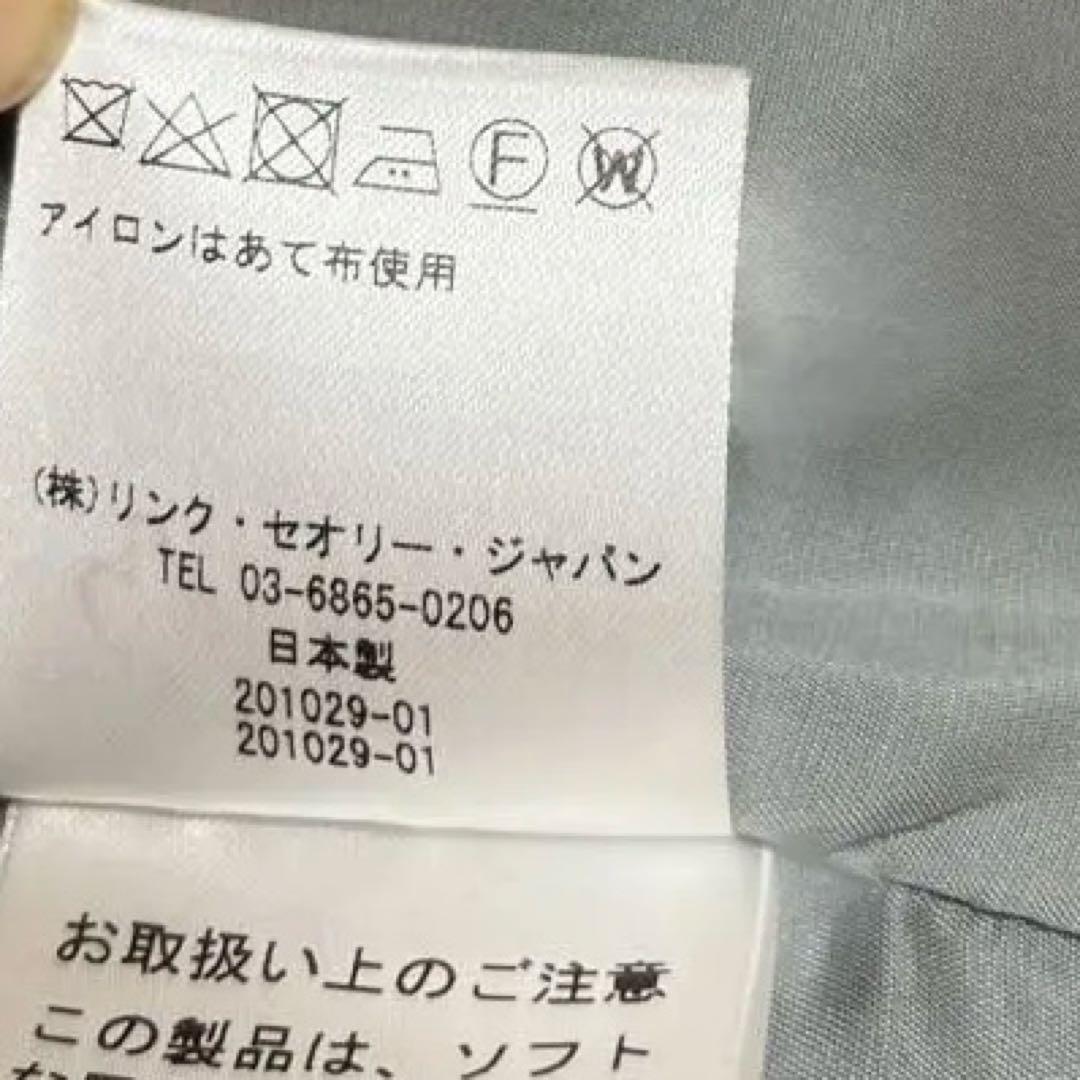 F W
アイロンはあて布使用
(株)リンク・セオリー・ジャパン
TEL 03-6865-0206
日本製
201029-01
201029-01
お取扱い上のご注意
この製品は、ソフト